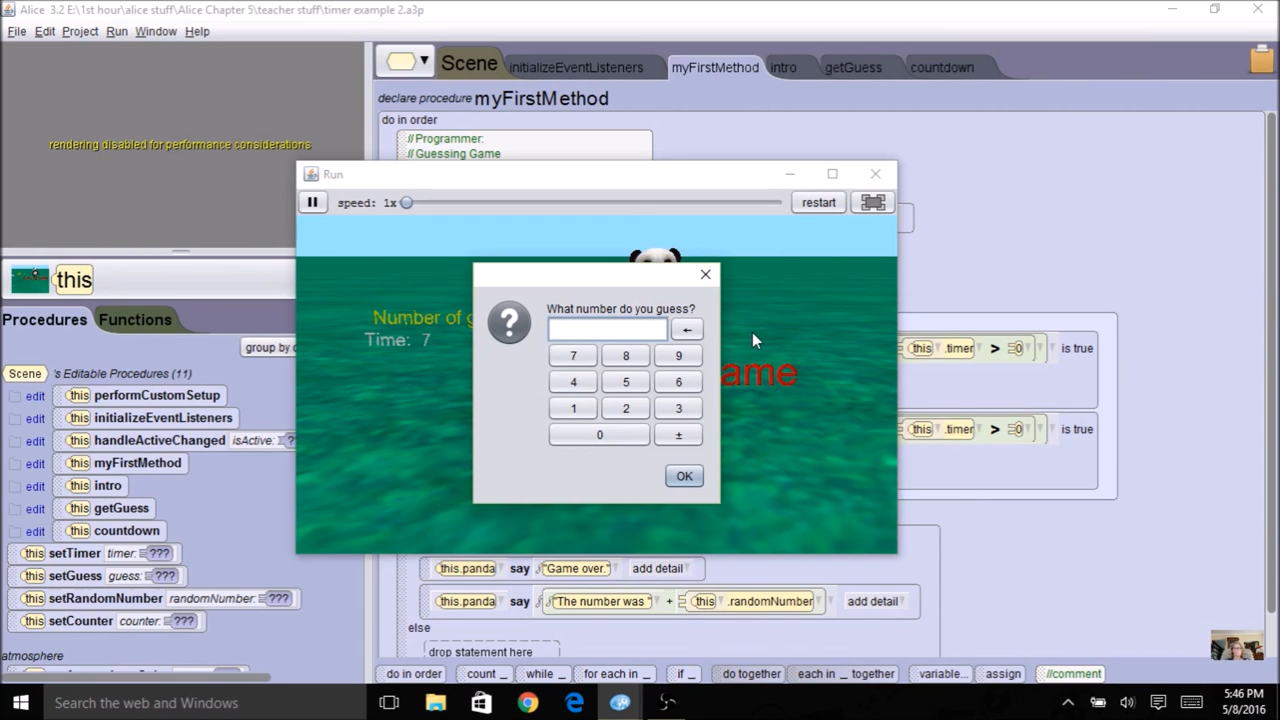 Alice 3.2 E:\1st hour\alice stuff\Alice Chapter 5\teacher stuff\timer example 2.a3p
File Edit Project Run Window Help
Scene initializeEventListeners myFirstMethod intro getGuess countdown
declare procedure myFirstMethod
do in order
//Programmer:
//Guessing Game
rendering disabled for performance considerations
Run
speed: 1x restart
this
Procedures Functions
group by
Scene 's Editable Procedures (11)
edit this performCustomSetup
edit this initializeEventListeners
edit this handleActiveChanged isActive: ?
edit this myFirstMethod
edit this intro
edit this getGuess
edit this countdown
this setTimer timer: ???
this setGuess guess: ???
this setRandomNumber randomNumber: ???
this setCounter counter: ???
atmosphere
Number of g
Time: 7
ame
What number do you guess?
←
7 8 9
4 5 6
1 2 3
0 ±
OK
this .timer > 0 is true
this .timer > 0 is true
this.panda say "Game over." add detail
this.panda say "The number was " + this .randomNumber add detail
else
drop statement here
do in order count _ while _ for each in _ if _ do together each in _ together variable... assign //comment
Search the web and Windows
5:46 PM
5/8/2016